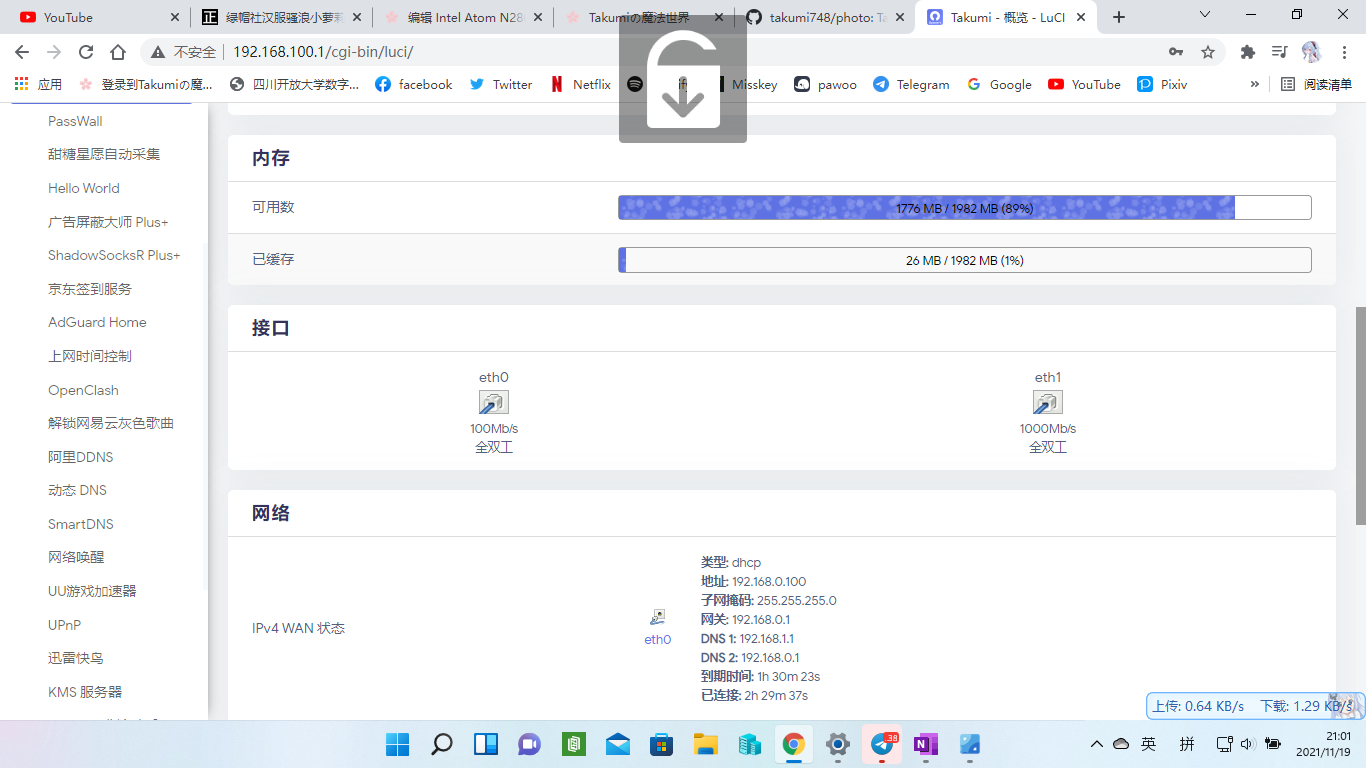 YouTube
绿帽社汉服骚浪小萝莉
编辑 Intel Atom N28
Takumiの魔法世界
takumi748/photo: Ta
Takumi - 概览 - LuCI
不安全
192.168.100.1/cgi-bin/luci/
应用
登录到Takumiの魔...
四川开放大学数字...
facebook
Twitter
Netflix
Misskey
pawoo
Telegram
Google
YouTube
Pixiv
»
阅读清单
PassWall
甜糖星愿自动采集
Hello World
广告屏蔽大师 Plus+
ShadowSocksR Plus+
京东签到服务
AdGuard Home
上网时间控制
OpenClash
解锁网易云灰色歌曲
阿里DDNS
动态 DNS
SmartDNS
网络唤醒
UU游戏加速器
UPnP
迅雷快鸟
KMS 服务器
内存
可用数
1776 MB / 1982 MB (89%)
已缓存
26 MB / 1982 MB (1%)
接口
eth0
100Mb/s
全双工
eth1
1000Mb/s
全双工
网络
IPv4 WAN 状态
eth0
类型: dhcp
地址: 192.168.0.100
子网掩码: 255.255.255.0
网关: 192.168.0.1
DNS 1: 192.168.1.1
DNS 2: 192.168.0.1
到期时间: 1h 30m 23s
已连接: 2h 29m 37s
上传: 0.64 KB/s 下载: 1.29 KB/s
38
英
拼
21:01
2021/11/19